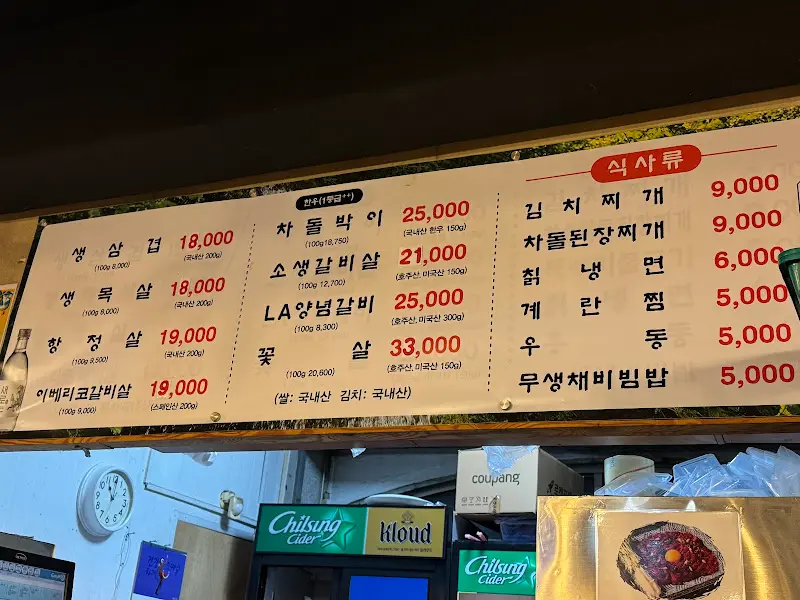 생삼겹 18,000
(100g 8,000) (국내산 200g)
생목살 18,000
(100g 8,000) (국내산 200g)
항정살 19,000
(100g 9,500) (국내산 200g)
이베리코갈비살 19,000
(100g 9,000) (스페인산 200g)
한우(1등급++)
차돌박이 25,000
(100g18,750) (국내산 한우 150g)
소생갈비살 21,000
(100g 12,700) (호주산, 미국산 150g)
LA양념갈비 25,000
(100g 8,300) (호주산, 미국산 300g)
꽃살 33,000
(100g 20,600) (호주산, 미국산 150g)
(쌀: 국내산 김치: 국내산)
식사류
김치찌개 9,000
차돌된장찌개 9,000
칡냉면 6,000
계란찜 5,000
우동 5,000
무생채비빔밥 5,000
coupang
Chilsung
Cider
Kloud
Chilsung
Cider